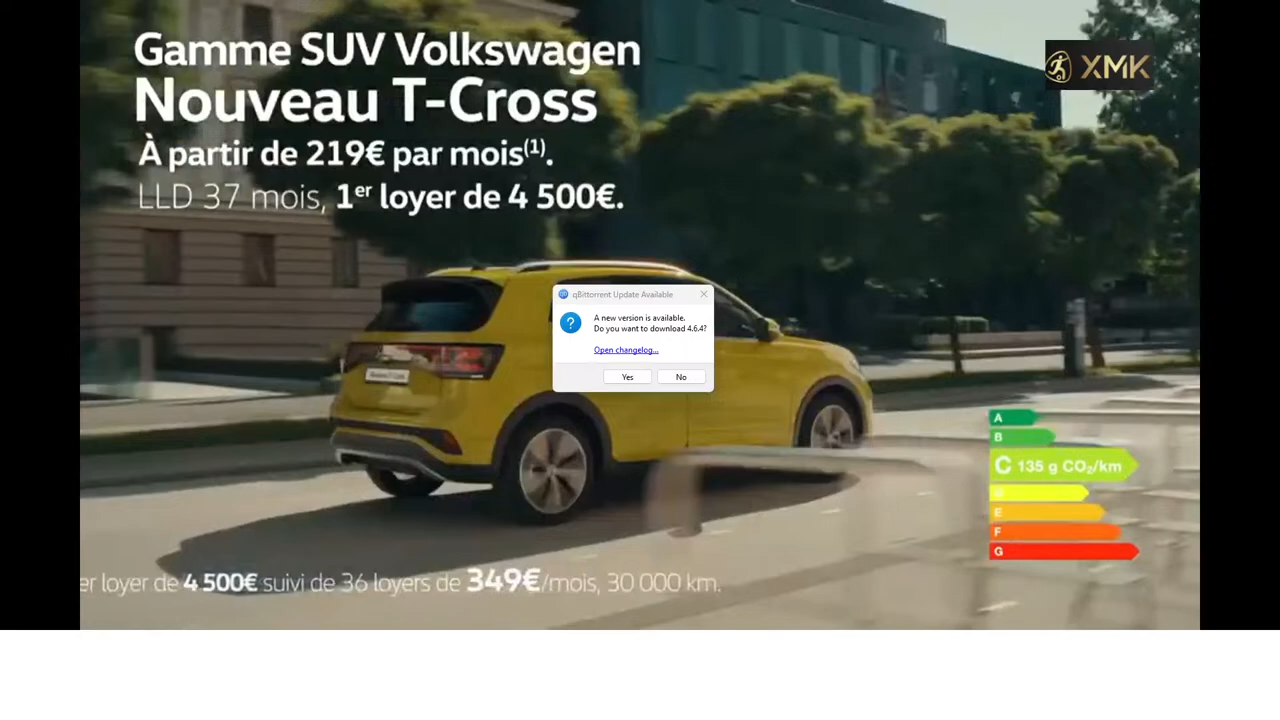 Gamme SUV Volkswagen
Nouveau T-Cross
À partir de 219€ par mois(1).
LLD 37 mois, 1er loyer de 4 500€.
XMK
qBittorrent Update Available
?
A new version is available.
Do you want to download 4.6.4?
Open changelog...
Yes
No
A
B
C 135 g CO₂/km
E
F
G
er loyer de 4 500€ suivi de 36 loyers de 349€/mois, 30 000 km.